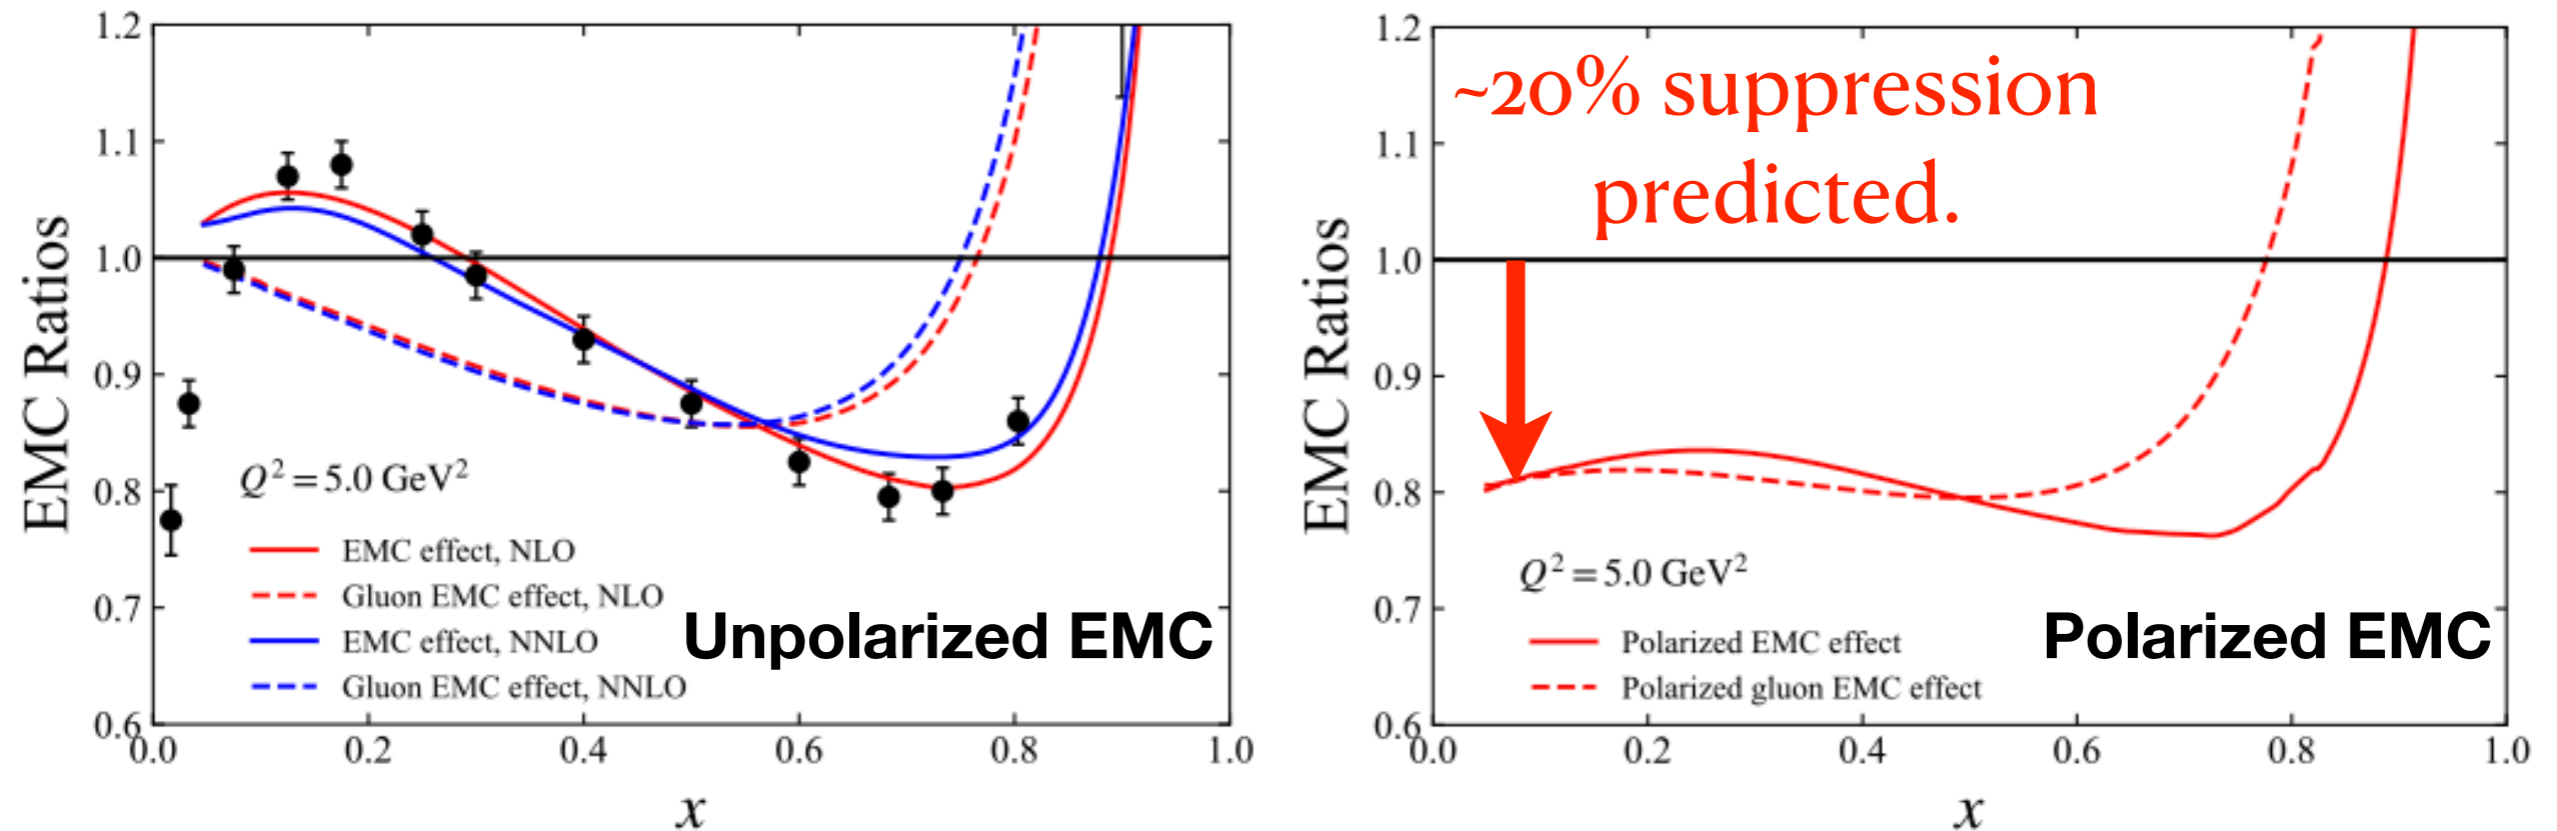 EMC Ratios
1.2
1.1
1.0
0.9
0.8
0.7
0.6
Q² = 5.0 GeV²
EMC effect, NLO
Gluon EMC effect, NLO
EMC effect, NNLO
Gluon EMC effect, NNLO
Unpolarized EMC
0.0 0.2 0.4 0.6 0.8 1.0
x
EMC Ratios
1.2
1.1
1.0
0.9
0.8
0.7
0.6
~20% suppression
predicted.
Q² = 5.0 GeV²
Polarized EMC effect
Polarized gluon EMC effect
Polarized EMC
0.0 0.2 0.4 0.6 0.8 1.0
x